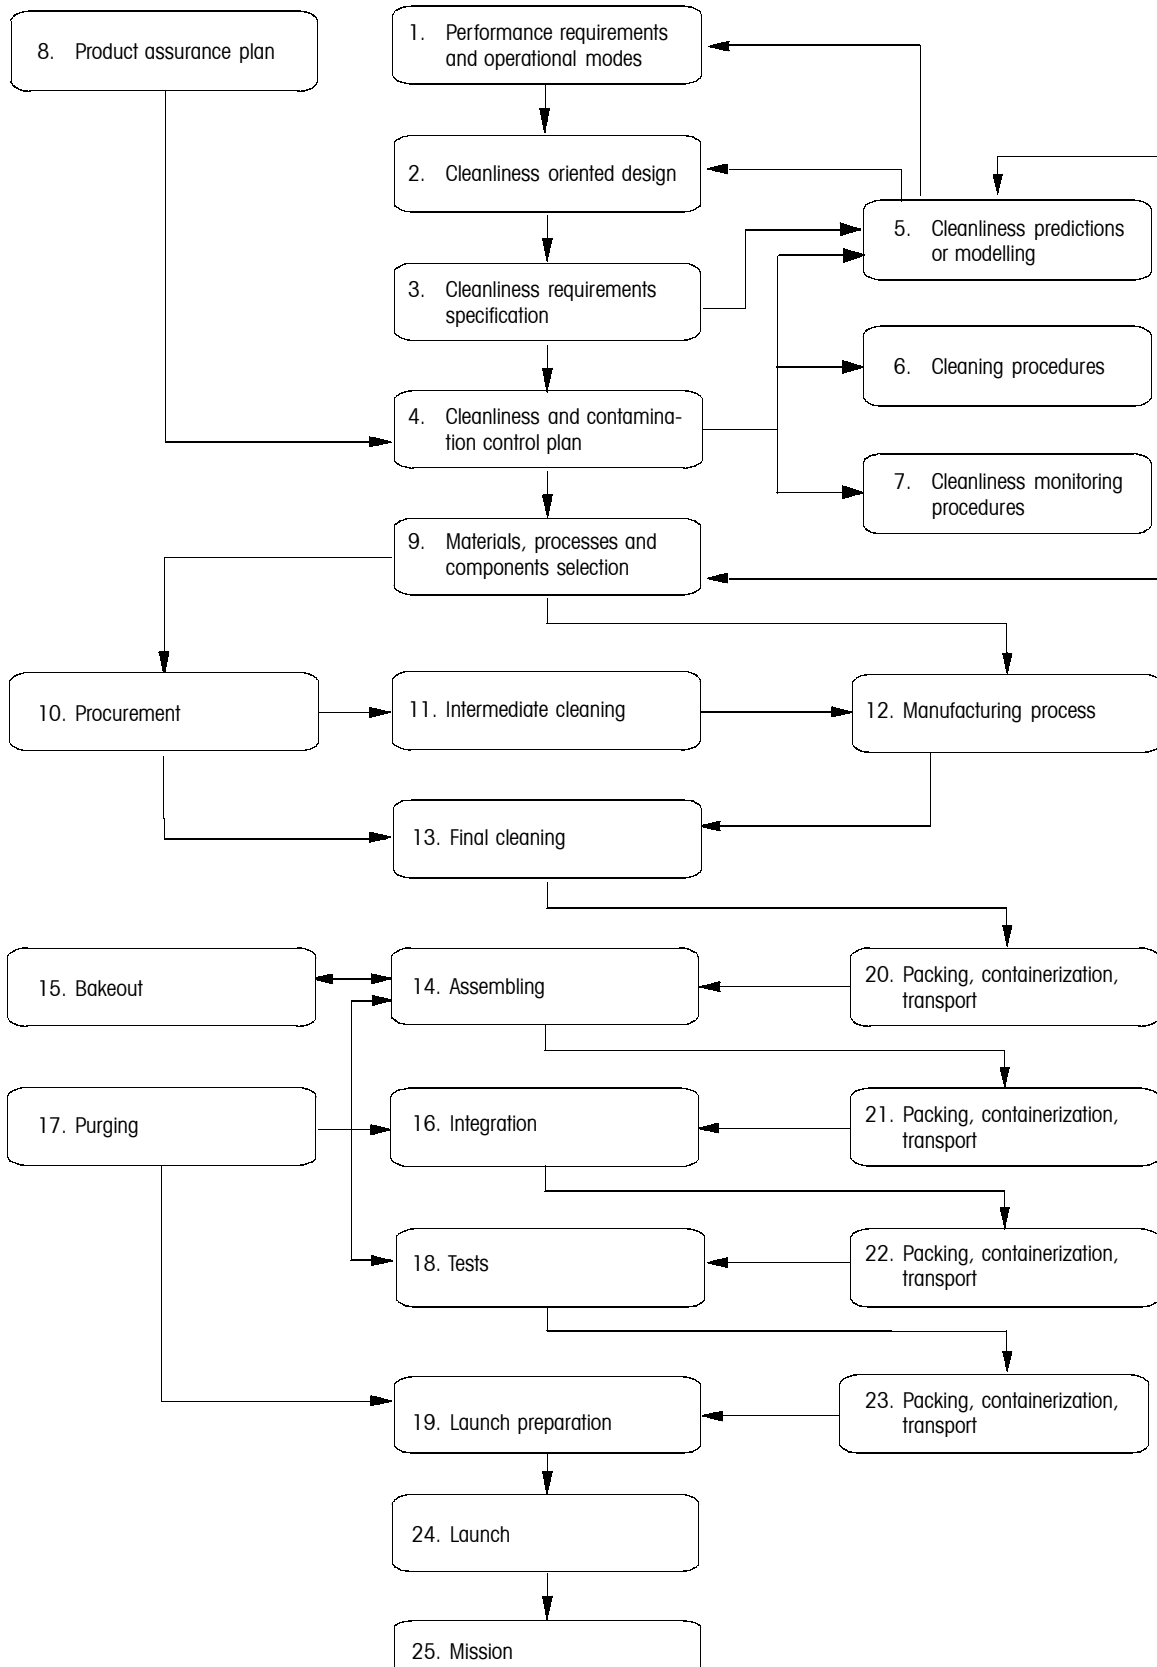 8. Product assurance plan
1. Performance requirements
and operational modes
2. Cleanliness oriented design
5. Cleanliness predictions
or modelling
3. Cleanliness requirements
specification
6. Cleaning procedures
4. Cleanliness and contamina-
tion control plan
7. Cleanliness monitoring
procedures
9. Materials, processes and
components selection
10. Procurement
11. Intermediate cleaning
12. Manufacturing process
13. Final cleaning
15. Bakeout
14. Assembling
20. Packing, containerization,
transport
17. Purging
16. Integration
21. Packing, containerization,
transport
18. Tests
22. Packing, containerization,
transport
19. Launch preparation
23. Packing, containerization,
transport
24. Launch
25. Mission